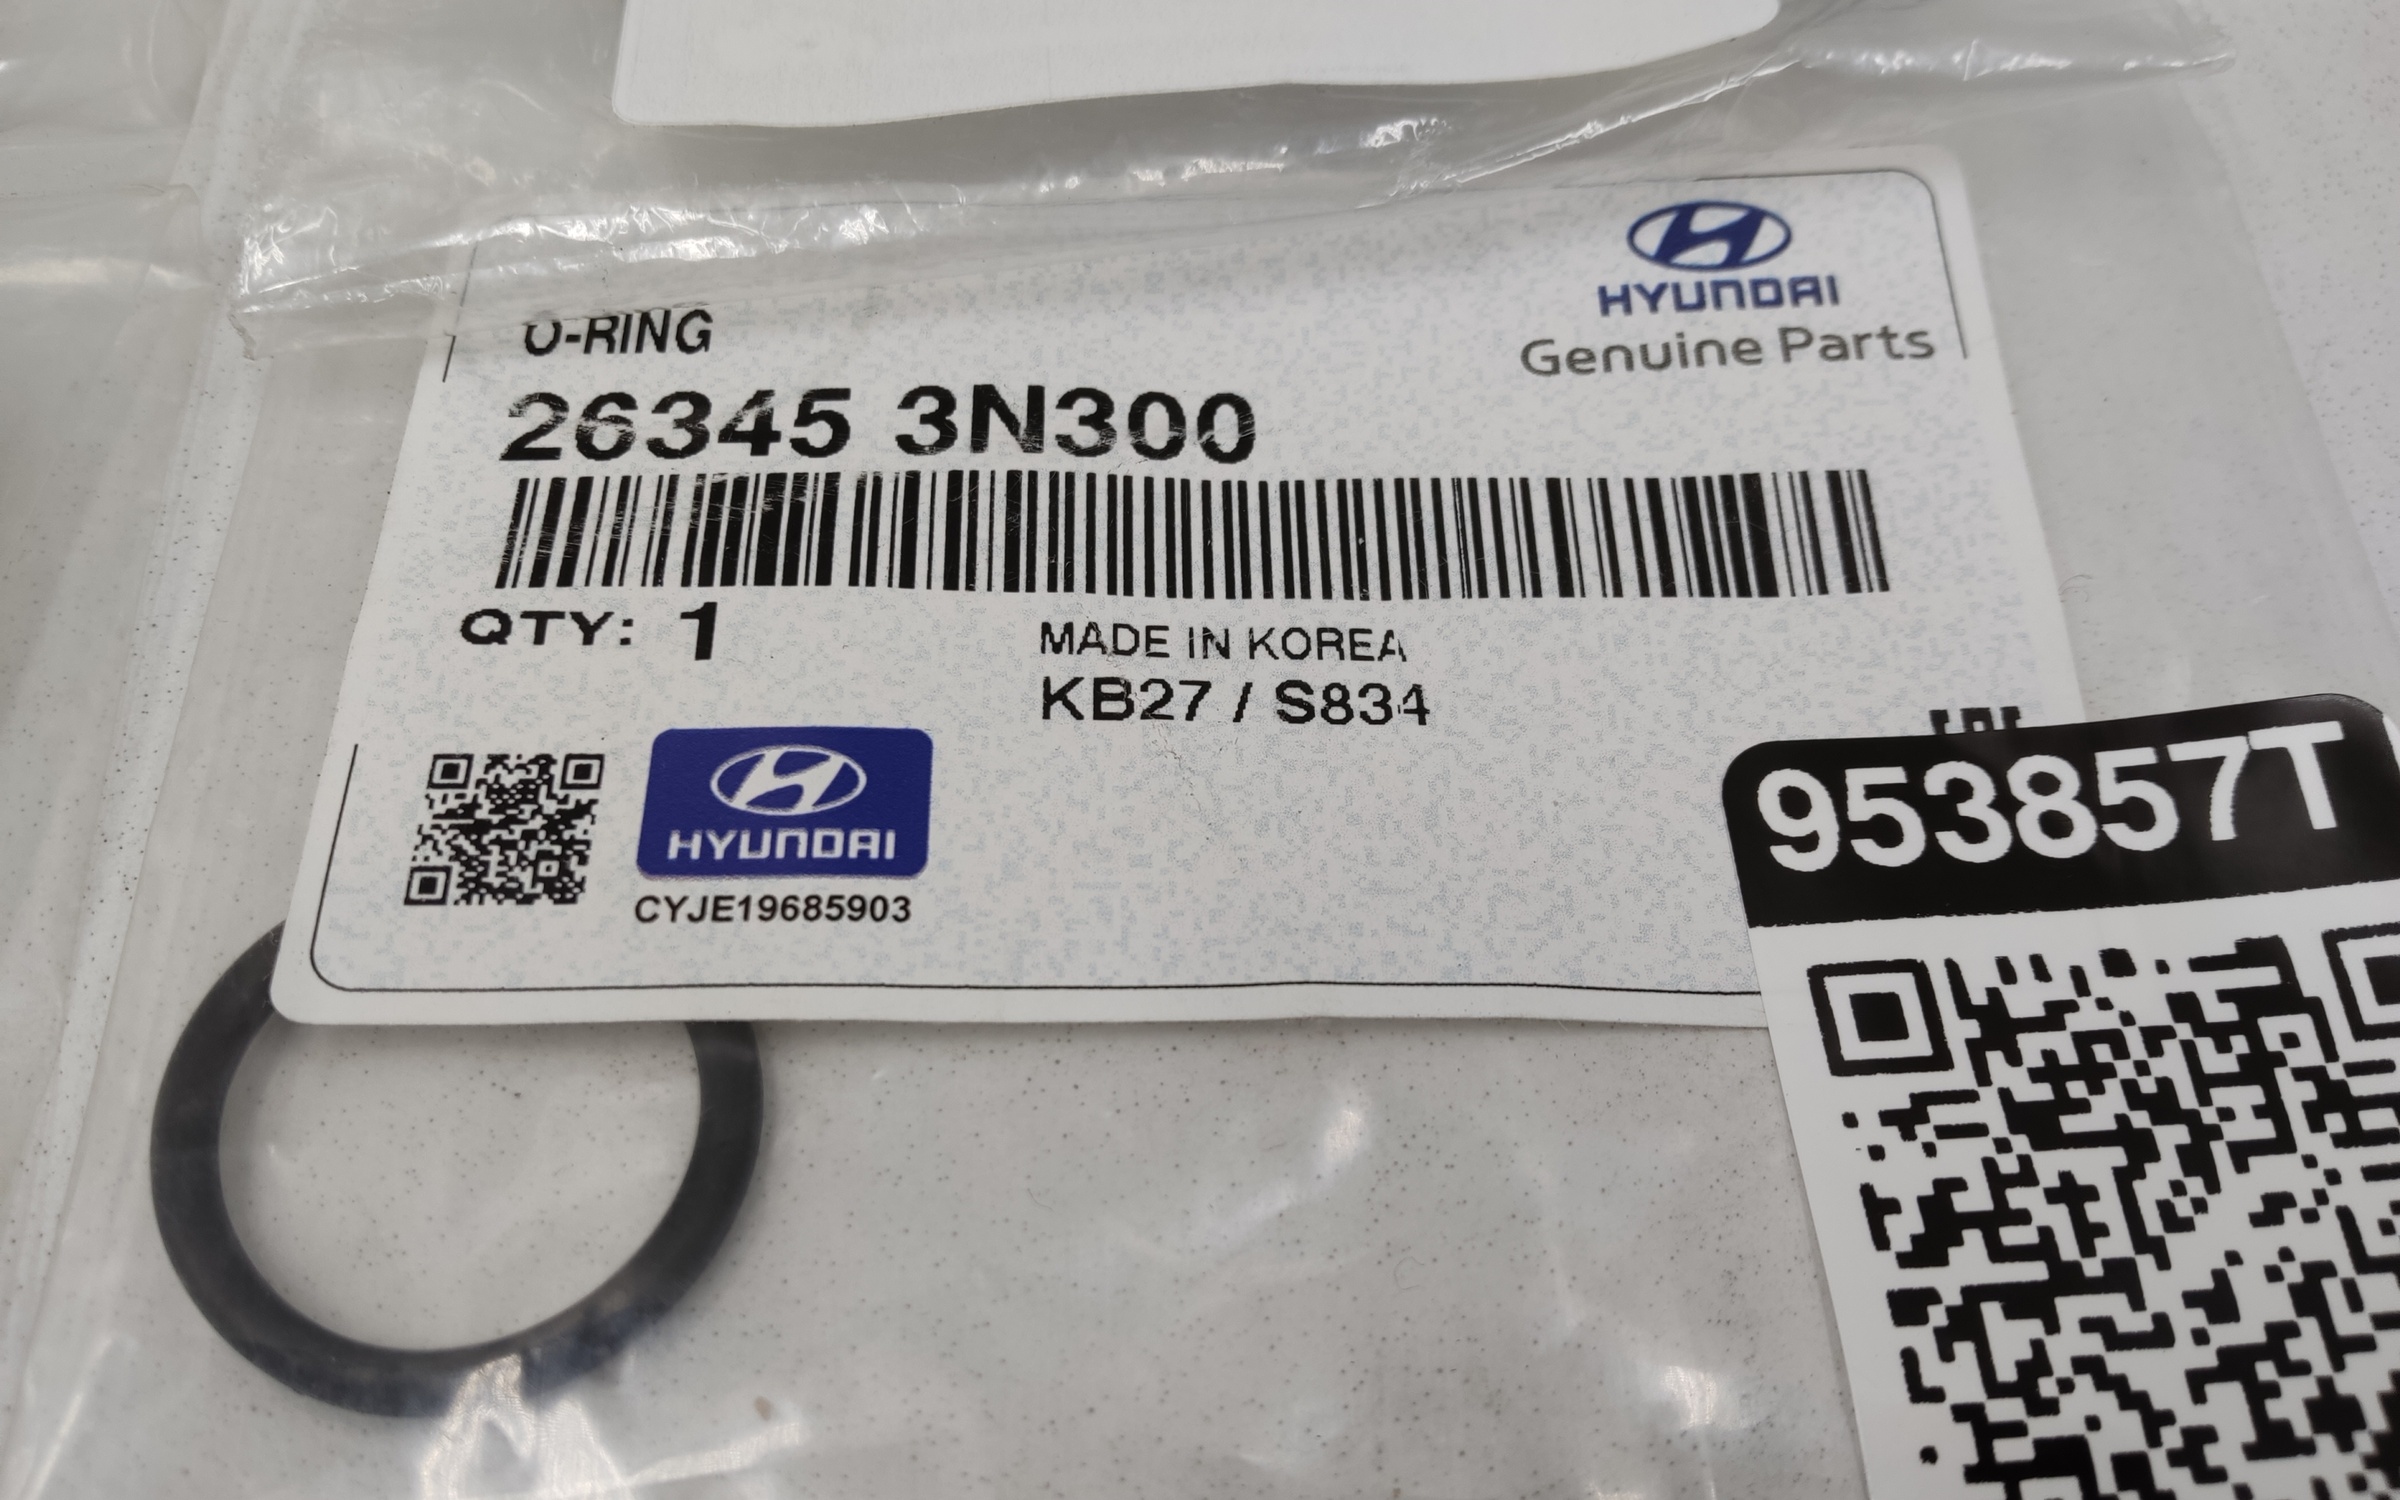 HYUNDAI
Genuine Parts
O-RING
26345 3N300
QTY: 1
MADE IN KOREA
KB27 / S834
HYUNDAI
CYJE19685903
953857T